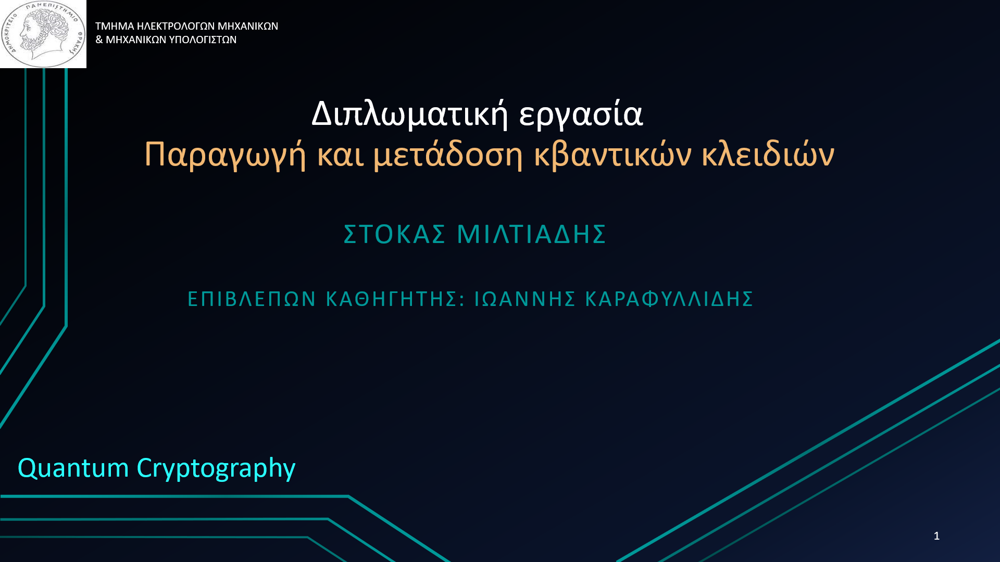 ΔΗΜΟΚΡΙΤΕΙΟ ΠΑΝΕΠΙΣΤΗΜΙΟ ΘΡΑΚΗΣ
ΤΜΗΜΑ ΗΛΕΚΤΡΟΛΟΓΩΝ ΜΗΧΑΝΙΚΩΝ
& ΜΗΧΑΝΙΚΩΝ ΥΠΟΛΟΓΙΣΤΩΝ
Διπλωματική εργασία
Παραγωγή και μετάδοση κβαντικών κλειδιών
ΣΤΟΚΑΣ ΜΙΛΤΙΑΔΗΣ
ΕΠΙΒΛΕΠΩΝ ΚΑΘΗΓΗΤΗΣ: ΙΩΑΝΝΗΣ ΚΑΡΑΦΥΛΛΙΔΗΣ
Quantum Cryptography
1